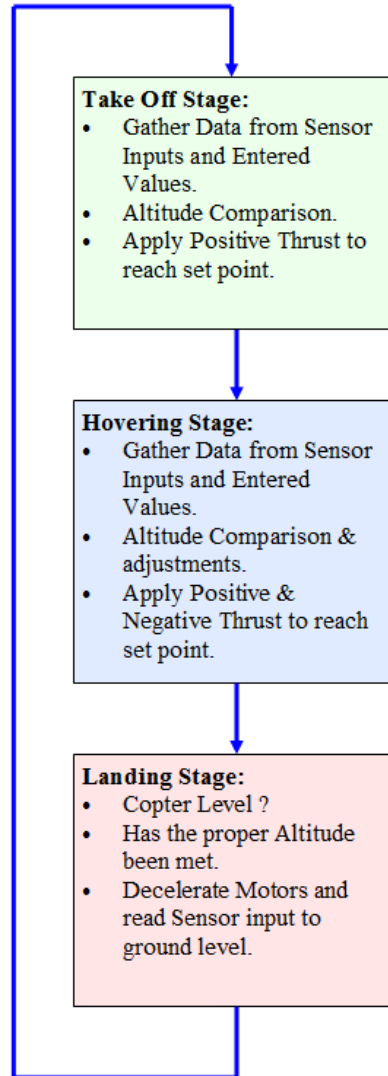 Take Off Stage:
• Gather Data from Sensor
Inputs and Entered
Values.
• Altitude Comparison.
• Apply Positive Thrust to
reach set point.
Hovering Stage:
• Gather Data from Sensor
Inputs and Entered
Values.
• Altitude Comparison &
adjustments.
• Apply Positive &
Negative Thrust to reach
set point.
Landing Stage:
• Copter Level ?
• Has the proper Altitude
been met.
• Decelerate Motors and
read Sensor input to
ground level.